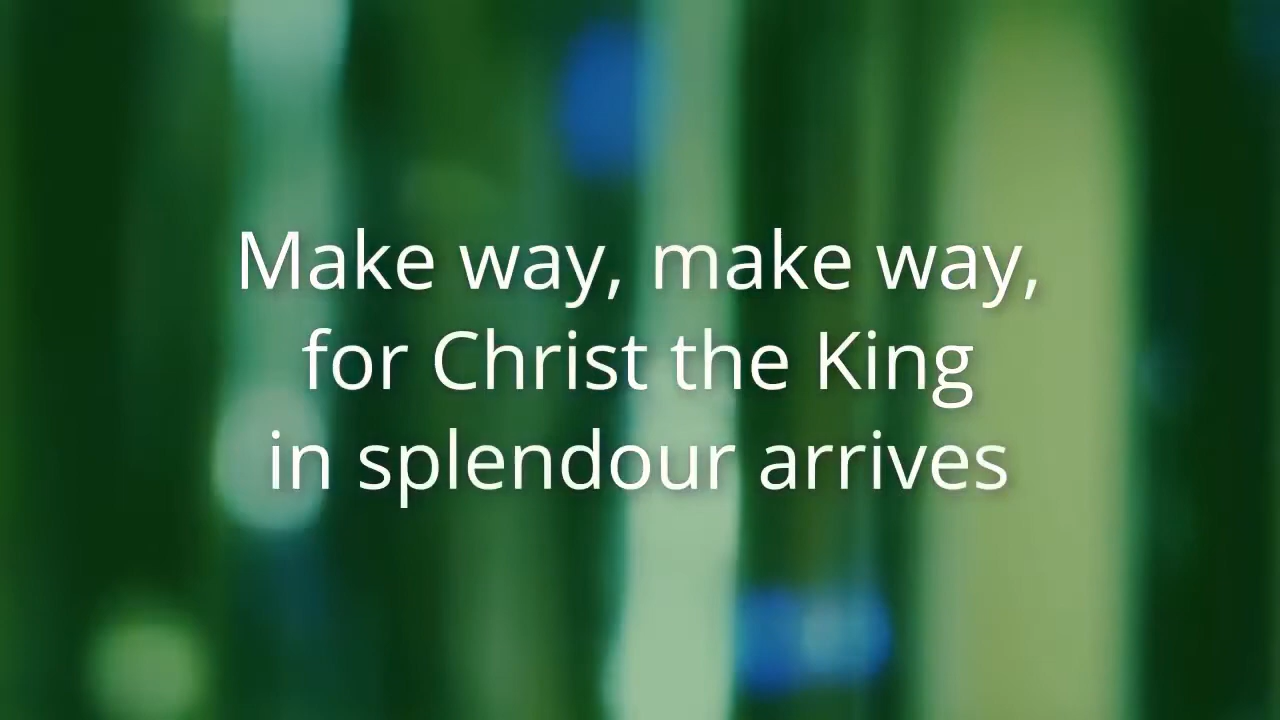 Make way, make way,
for Christ the King
in splendour arrives